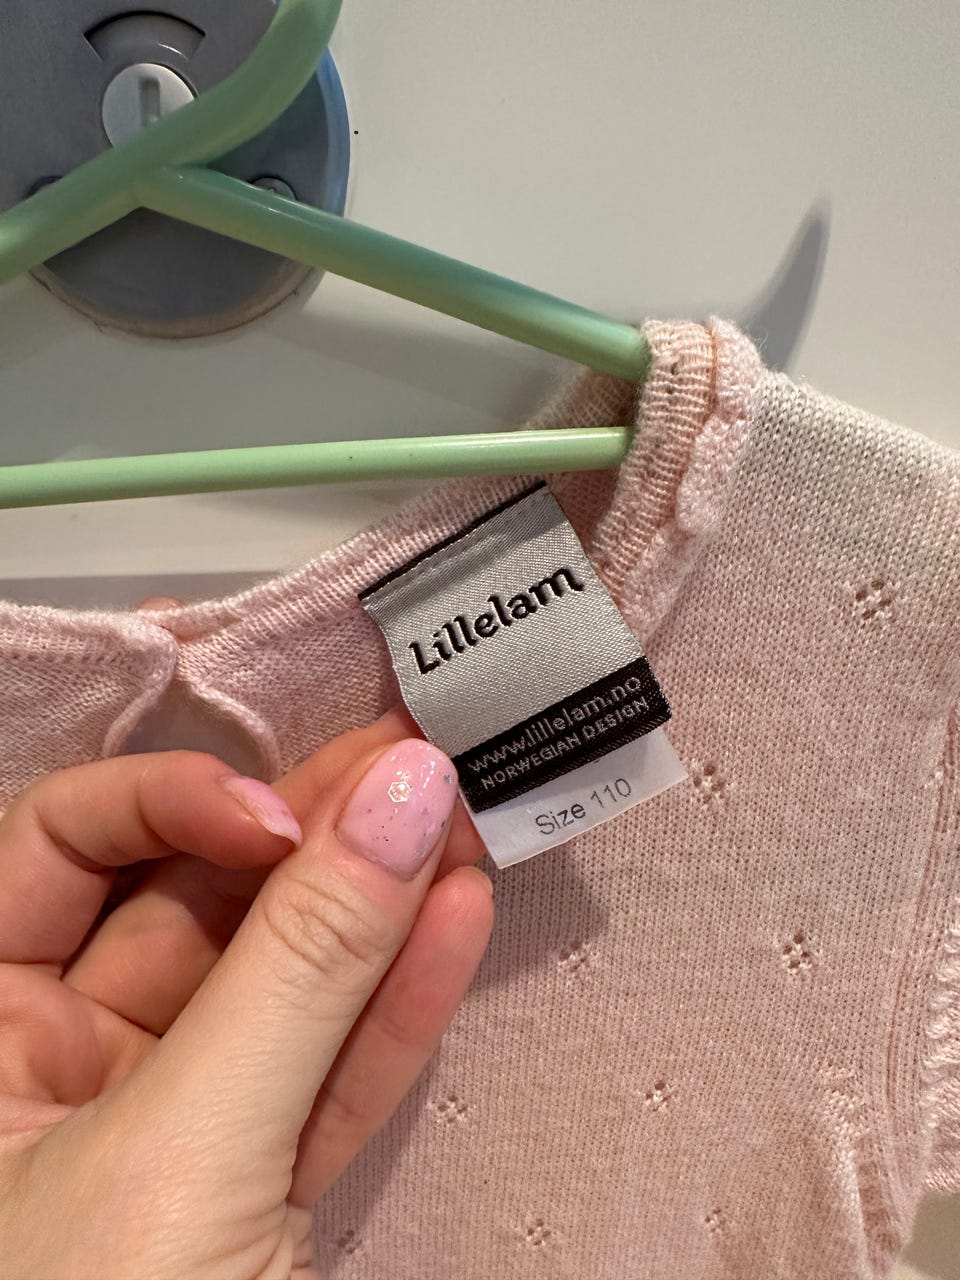 Lillelam
www.lillelam.no
NORWEGIAN DESIGN
Size 110